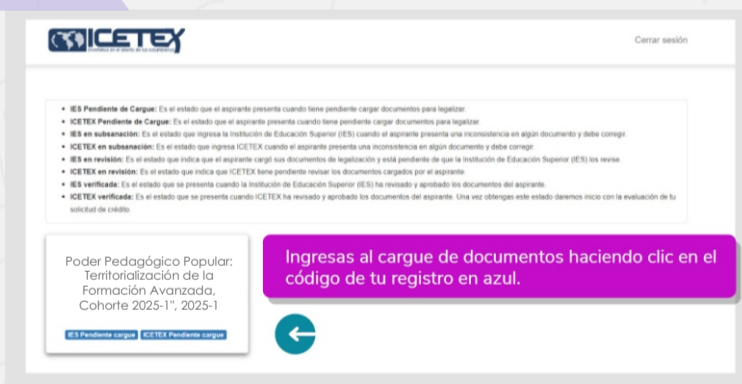 ICETEX
Cerrar sesión
• IES Pendiente de Cargue: Es el estado que el aspirante presenta cuando tiene pendiente cargar documentos para legalizar.
• ICETEX Pendiente de Cargue: Es el estado que el aspirante presenta cuando tiene pendiente cargar documentos para legalizar.
• IES en subsanación: Es el estado que ingresa la Institución de Educación Superior (IES) cuando el aspirante presenta una inconsistencia en algún documento y debe corregir.
• ICETEX en subsanación: Es el estado que ingresa ICETEX cuando el aspirante presenta una inconsistencia en algún documento y debe corregir.
• IES en revisión: Es el estado que indica que el aspirante cargó sus documentos de legalización y está pendiente de que la Institución de Educación Superior (IES) los revise.
• ICETEX en revisión: Es el estado que indica que ICETEX tiene pendiente revisar los documentos cargados por el aspirante.
• IES verificada: Es el estado que se presenta cuando la Institución de Educación Superior (IES) ha revisado y aprobado los documentos del aspirante.
• ICETEX verificada: Es el estado que se presenta cuando ICETEX ha revisado y aprobado los documentos del aspirante. Una vez obtengas este estado daremos inicio con la evaluación de tu
solicitud de crédito.
Poder Pedagógico Popular:
Territorialización de la
Formación Avanzada,
Cohorte 2025-1", 2025-1
IES Pendiente cargue ICETEX Pendiente cargue
Ingresas al cargue de documentos haciendo clic en el
código de tu registro en azul.